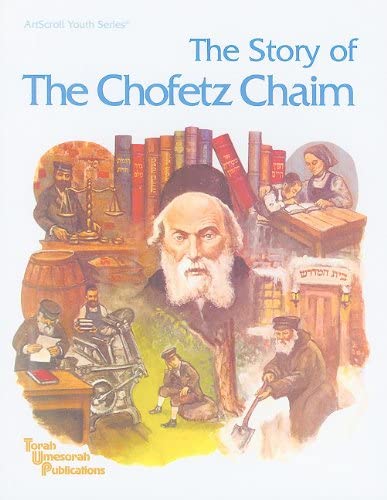 ArtScroll Youth Series®
The Story of
The Chofetz Chaim
בית המדרש
Torah
Umesorah
Publications